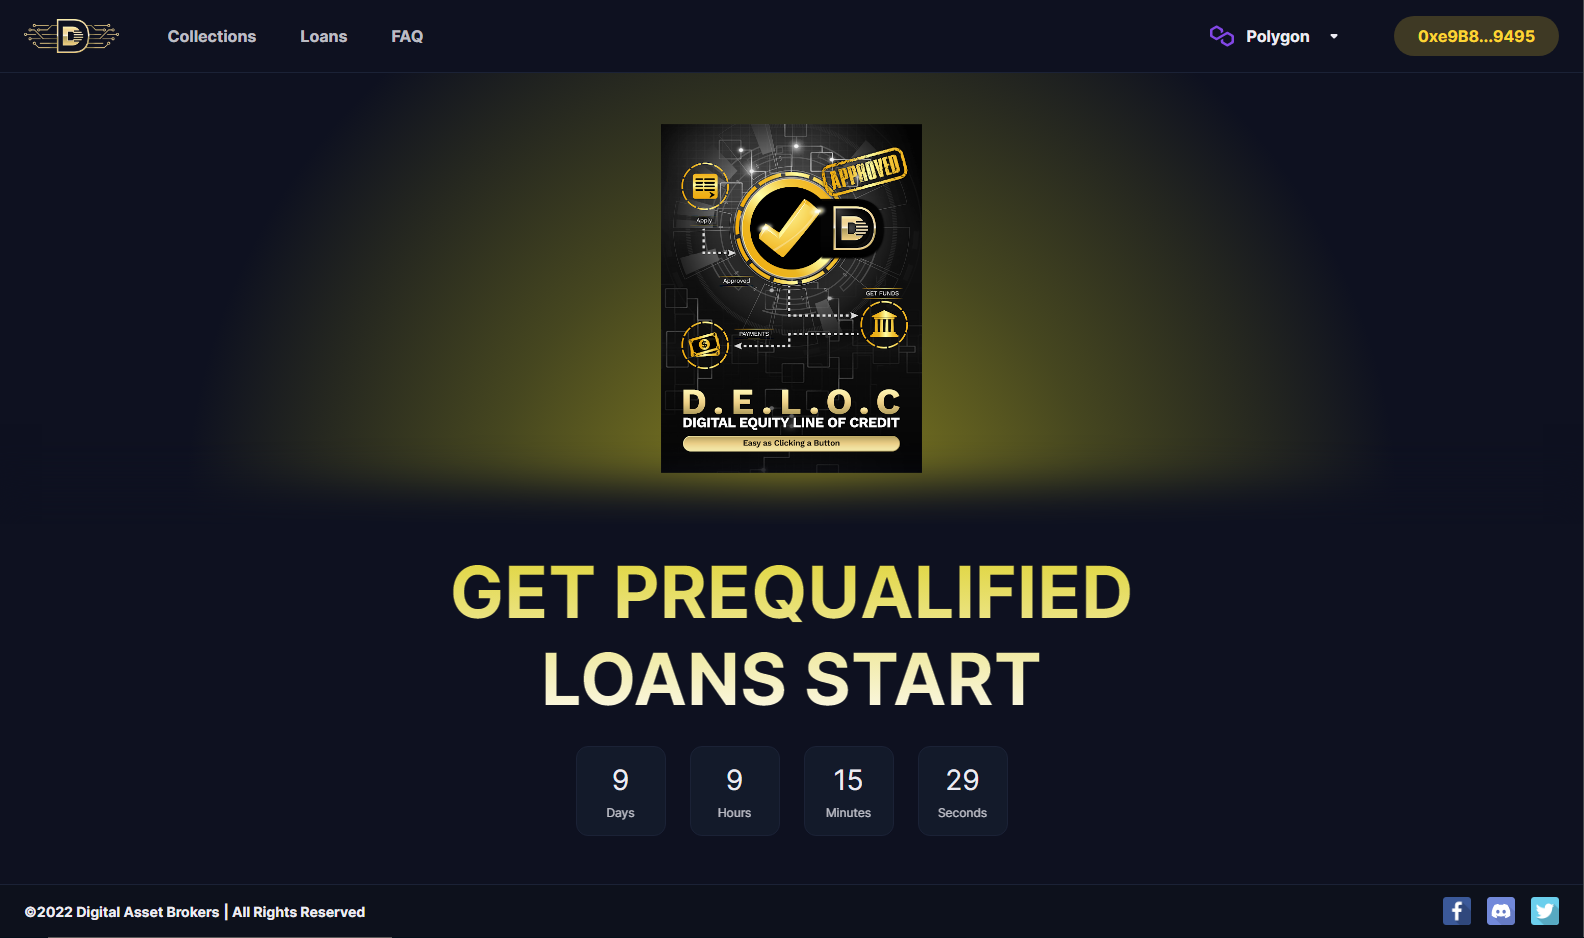 Collections
Loans
FAQ
Polygon
0xe9B8...9495
APPROVED
D
Apply
Approved
GET FUNDS
PAYMENTS
D.E.L.O.C
DIGITAL EQUITY LINE OF CREDIT
Easy as Clicking a Button
GET PREQUALIFIED
LOANS START
9
9
15
29
Days
Hours
Minutes
Seconds
©2022 Digital Asset Brokers | All Rights Reserved